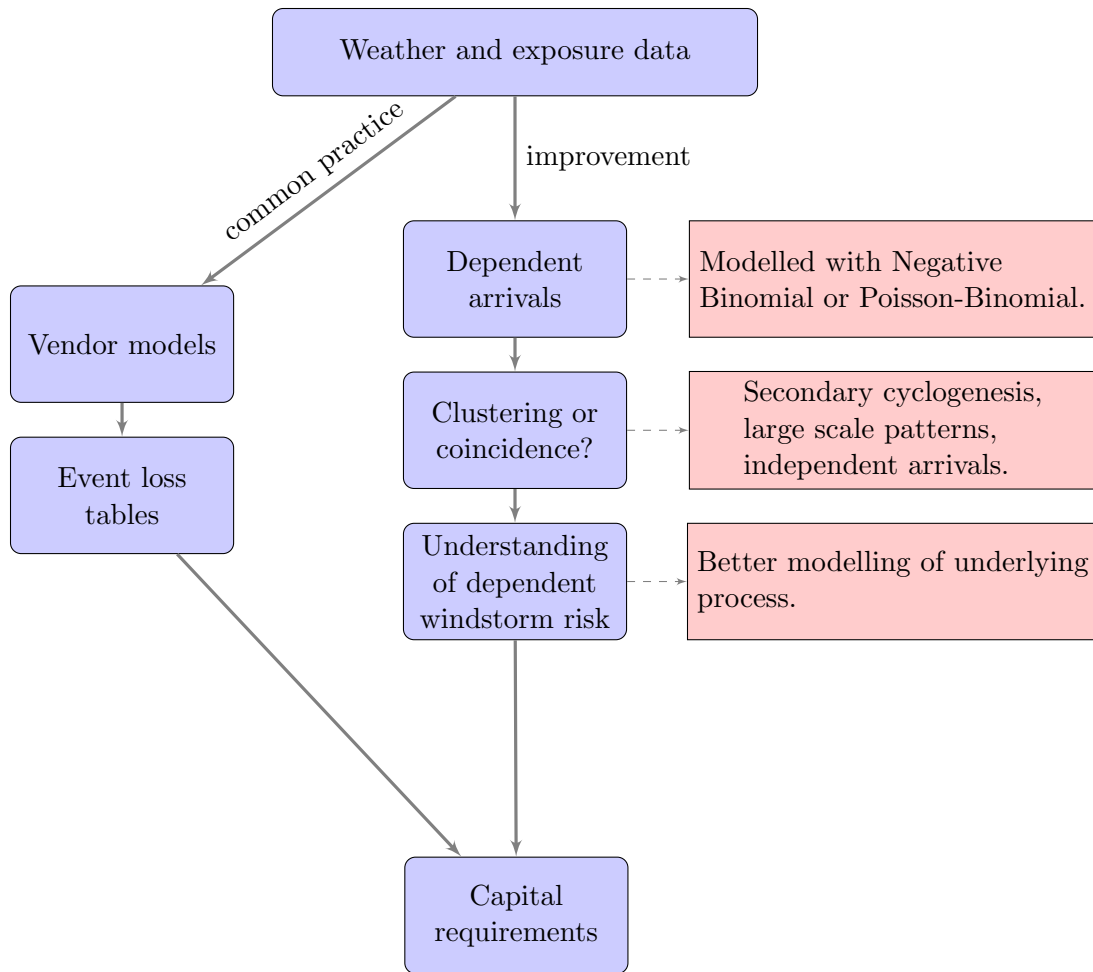 Weather and exposure data
common practice
improvement
Dependent
arrivals
Modelled with Negative
Binomial or Poisson-Binomial.
Vendor models
Clustering or
coincidence?
Secondary cyclogenesis,
large scale patterns,
independent arrivals.
Event loss
tables
Understanding
of dependent
windstorm risk
Better modelling of underlying
process.
Capital
requirements